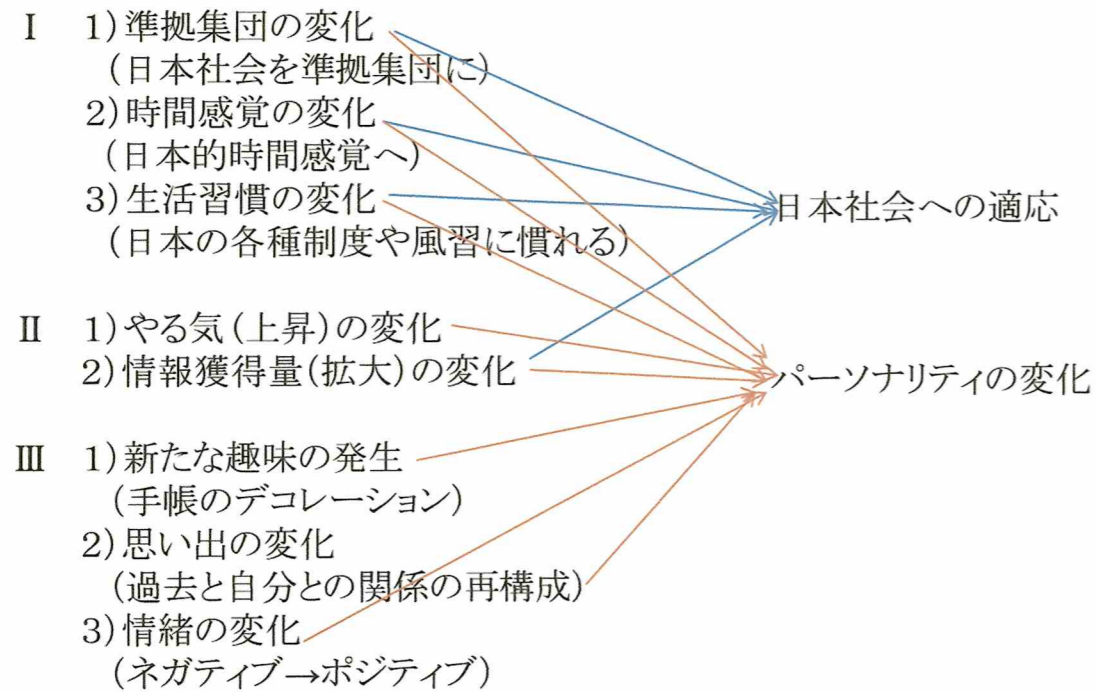 Ⅰ 1)準拠集団の変化
(日本社会を準拠集団に)
2)時間感覚の変化
(日本的時間感覚へ)
3)生活習慣の変化
(日本の各種制度や風習に慣れる)
日本社会への適応
Ⅱ 1)やる気(上昇)の変化
2)情報獲得量(拡大)の変化
パーソナリティの変化
Ⅲ 1)新たな趣味の発生
(手帳のデコレーション)
2)思い出の変化
(過去と自分との関係の再構成)
3)情緒の変化
(ネガティブ→ポジティブ)